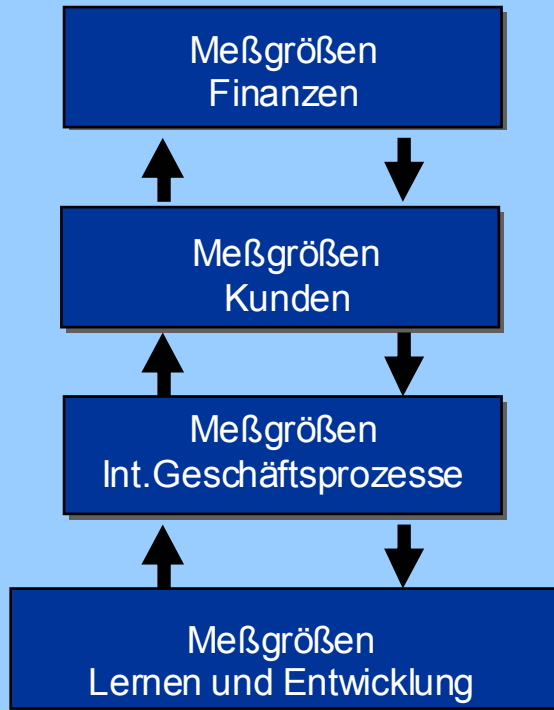 Meßgrößen
Finanzen
Meßgrößen
Kunden
Meßgrößen
Int.Geschäftsprozesse
Meßgrößen
Lernen und Entwicklung